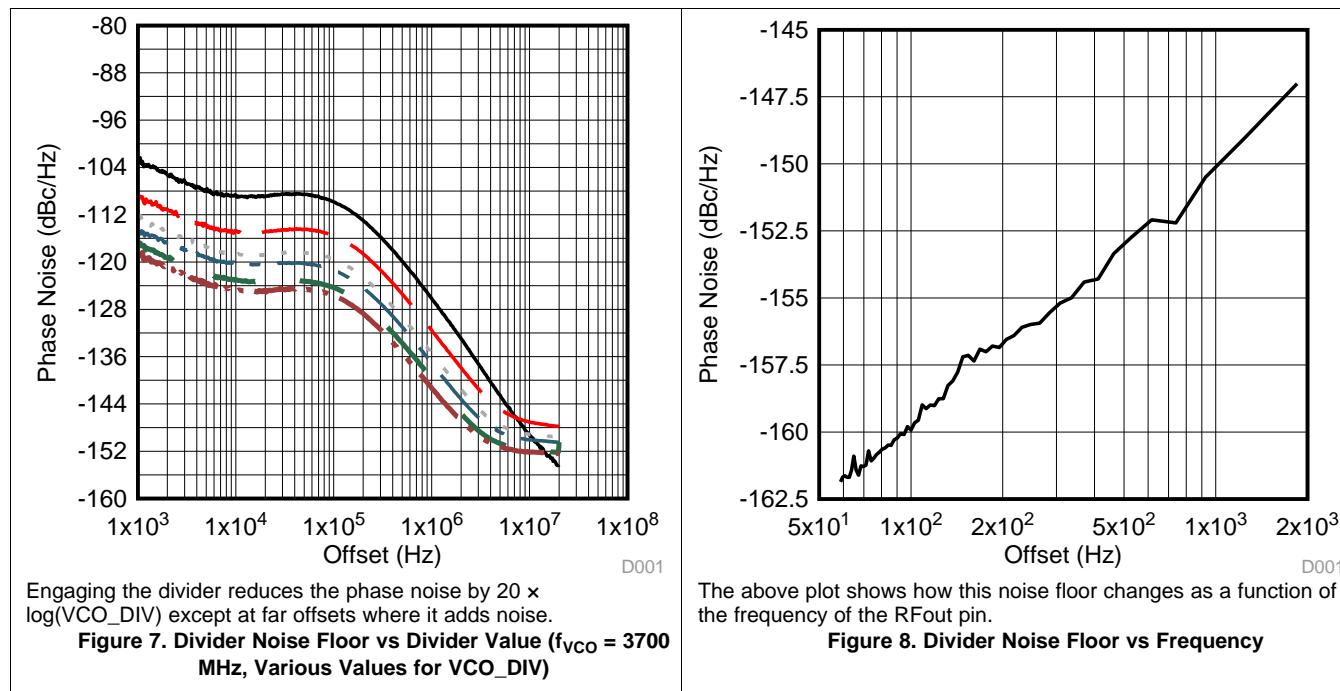 -80
-88
-96
-104
-112
-120
-128
-136
-144
-152
-160
Phase Noise (dBc/Hz)
1x10³ 1x10⁴ 1x10⁵ 1x10⁶ 1x10⁷ 1x10⁸
Offset (Hz)
D001
Engaging the divider reduces the phase noise by 20 ×
log(VCO_DIV) except at far offsets where it adds noise.
Figure 7. Divider Noise Floor vs Divider Value (fVCO = 3700
MHz, Various Values for VCO_DIV)
-145
-147.5
-150
-152.5
-155
-157.5
-160
-162.5
Phase Noise (dBc/Hz)
5x10¹ 1x10² 2x10² 5x10² 1x10³ 2x10³
Offset (Hz)
D001
The above plot shows how this noise floor changes as a function of
the frequency of the RFout pin.
Figure 8. Divider Noise Floor vs Frequency